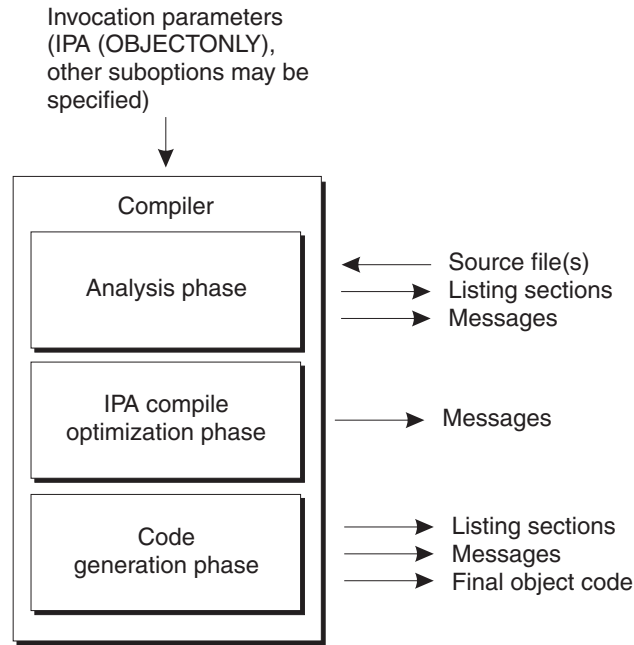 Invocation parameters
(IPA (OBJECTONLY),
other suboptions may be
specified)
Compiler
Analysis phase
Source file(s)
Listing sections
Messages
IPA compile
optimization phase
Messages
Code
generation phase
Listing sections
Messages
Final object code